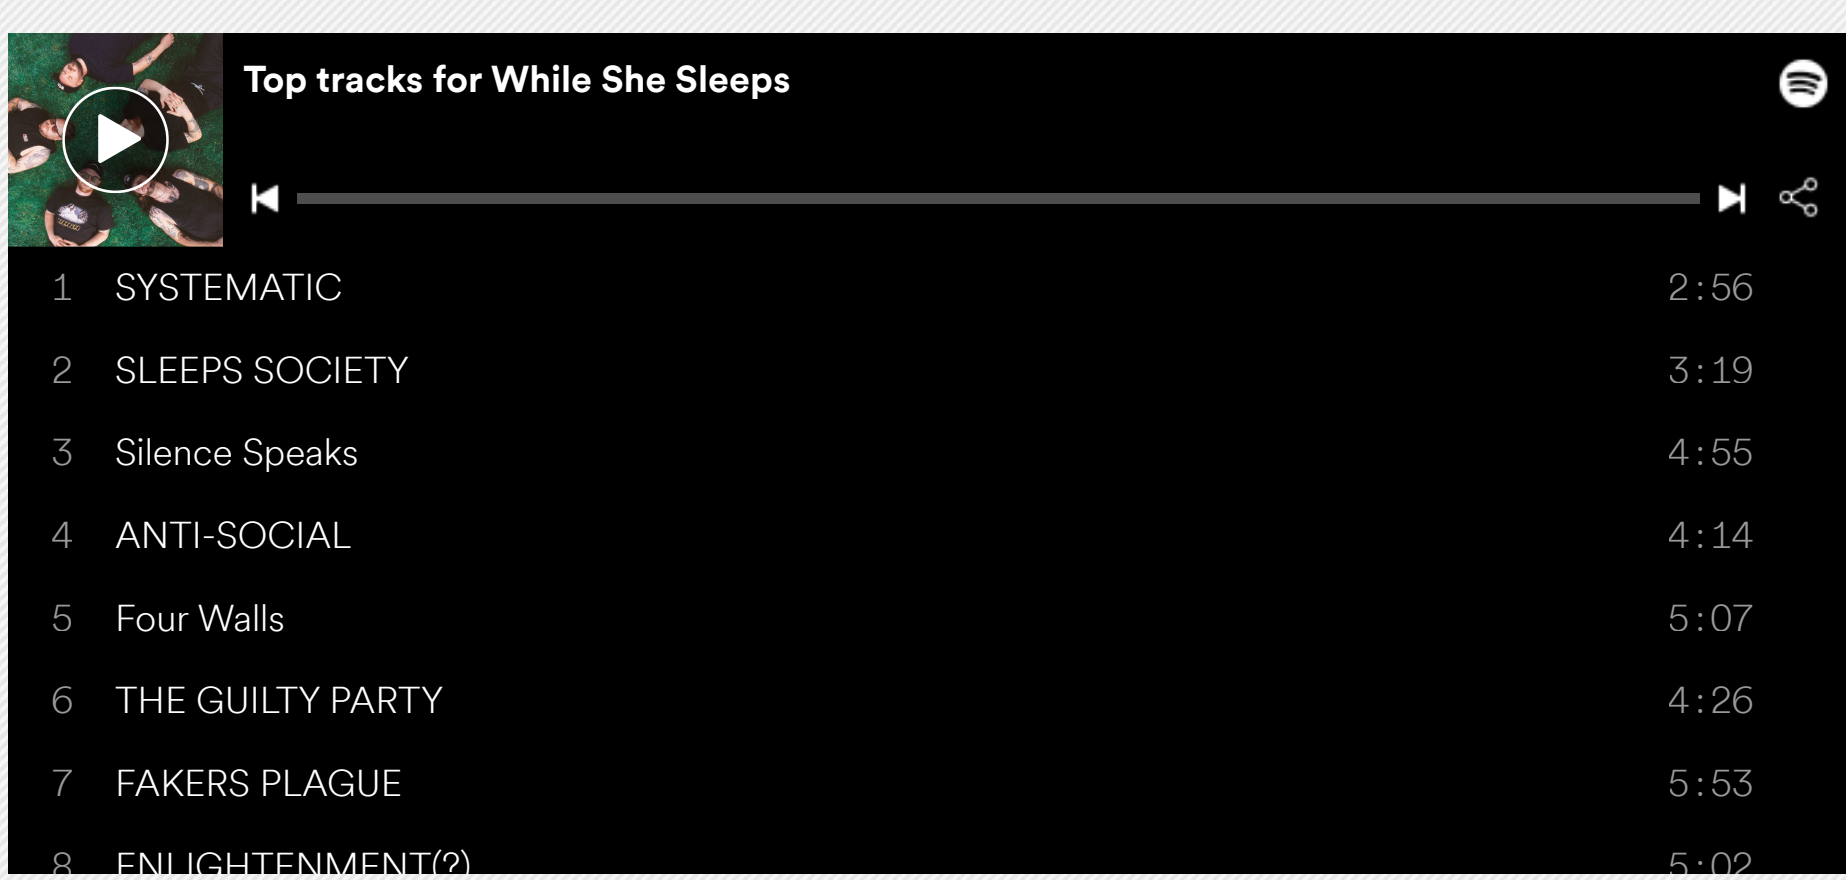 Top tracks for While She Sleeps
1 SYSTEMATIC 2:56
2 SLEEPS SOCIETY 3:19
3 Silence Speaks 4:55
4 ANTI-SOCIAL 4:14
5 Four Walls 5:07
6 THE GUILTY PARTY 4:26
7 FAKERS PLAGUE 5:53
8 ENLIGHTENMENT(?) 5:02